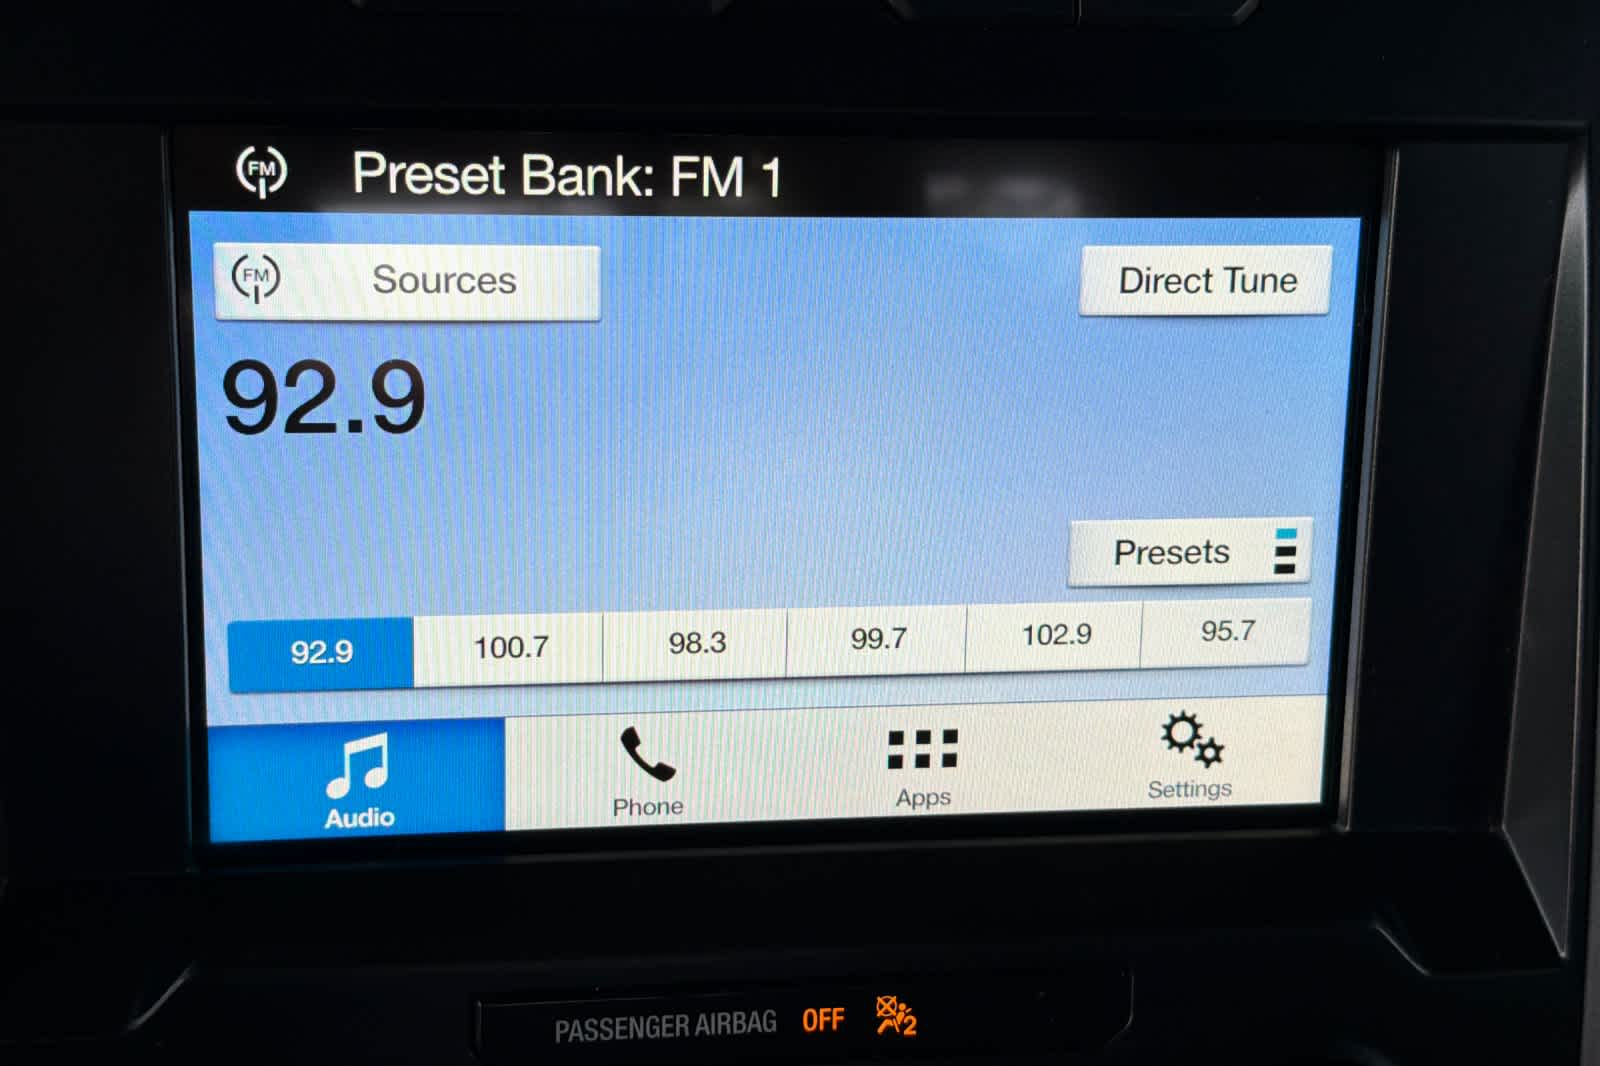 FM Preset Bank: FM 1
FM Sources Direct Tune
92.9
Presets
92.9 100.7 98.3 99.7 102.9 95.7
Audio Phone Apps Settings
PASSENGER AIRBAG OFF 2